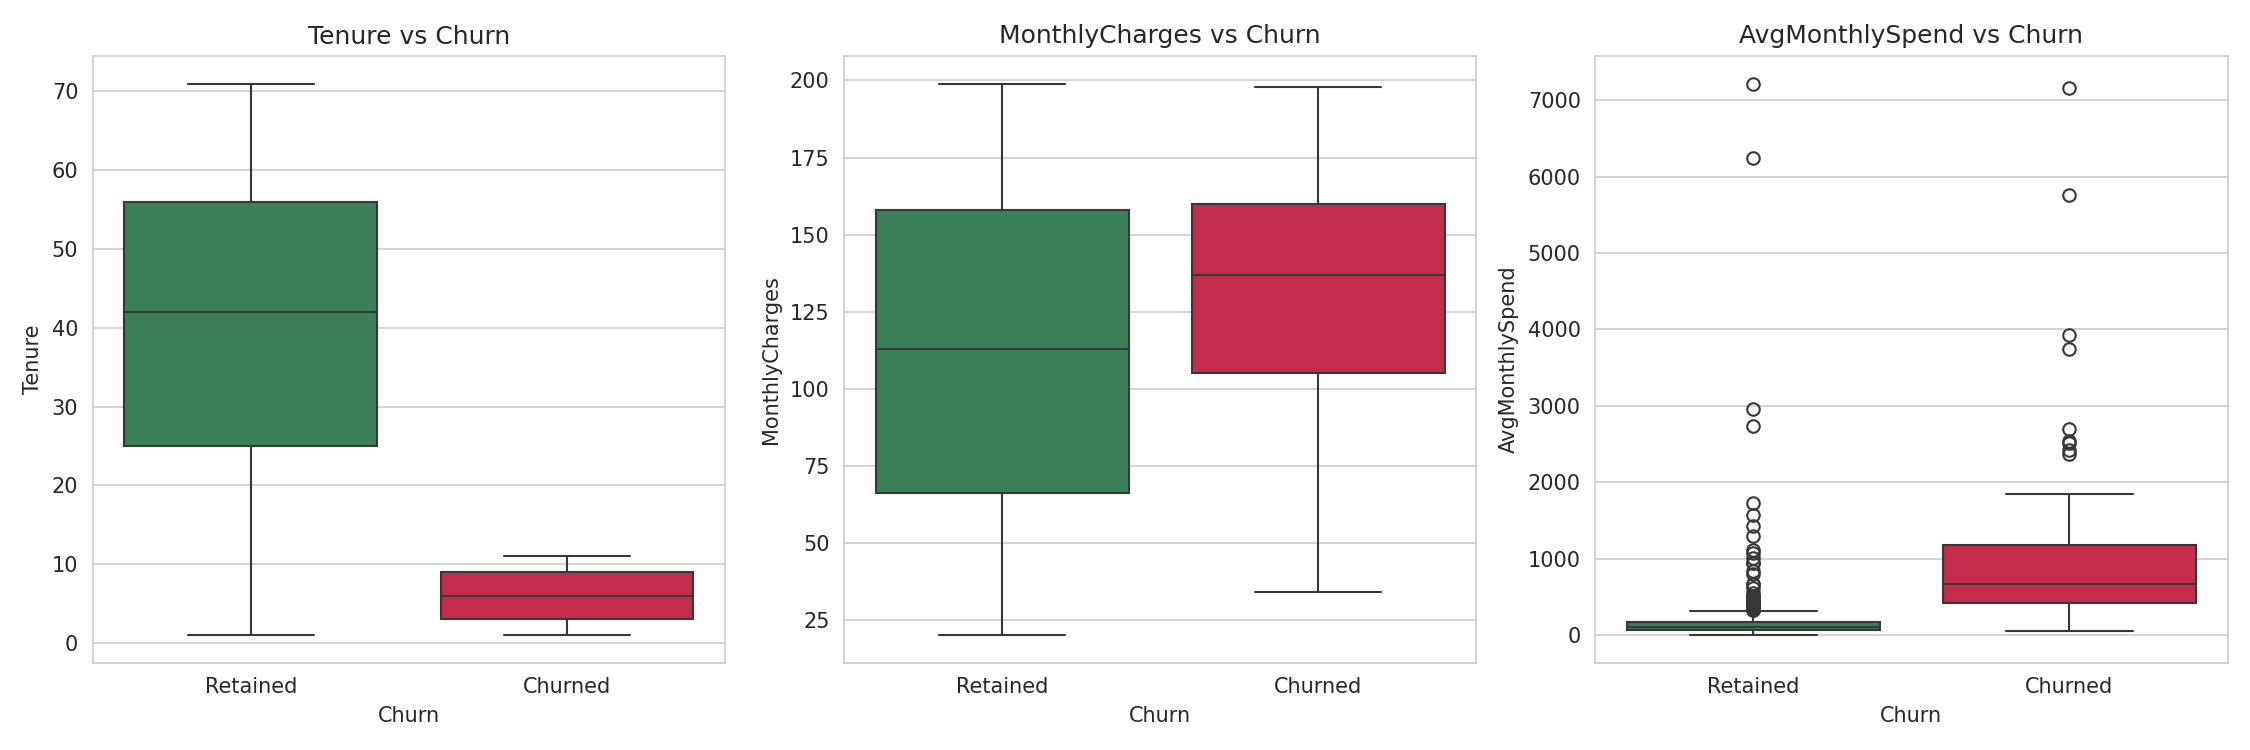 Tenure vs Churn
70
60
50
40
30
20
10
0
Tenure
Retained
Churned
Churn
MonthlyCharges vs Churn
200
175
150
125
100
75
50
25
MonthlyCharges
Retained
Churned
Churn
AvgMonthlySpend vs Churn
7000
6000
5000
4000
3000
2000
1000
0
AvgMonthlySpend
Retained
Churned
Churn